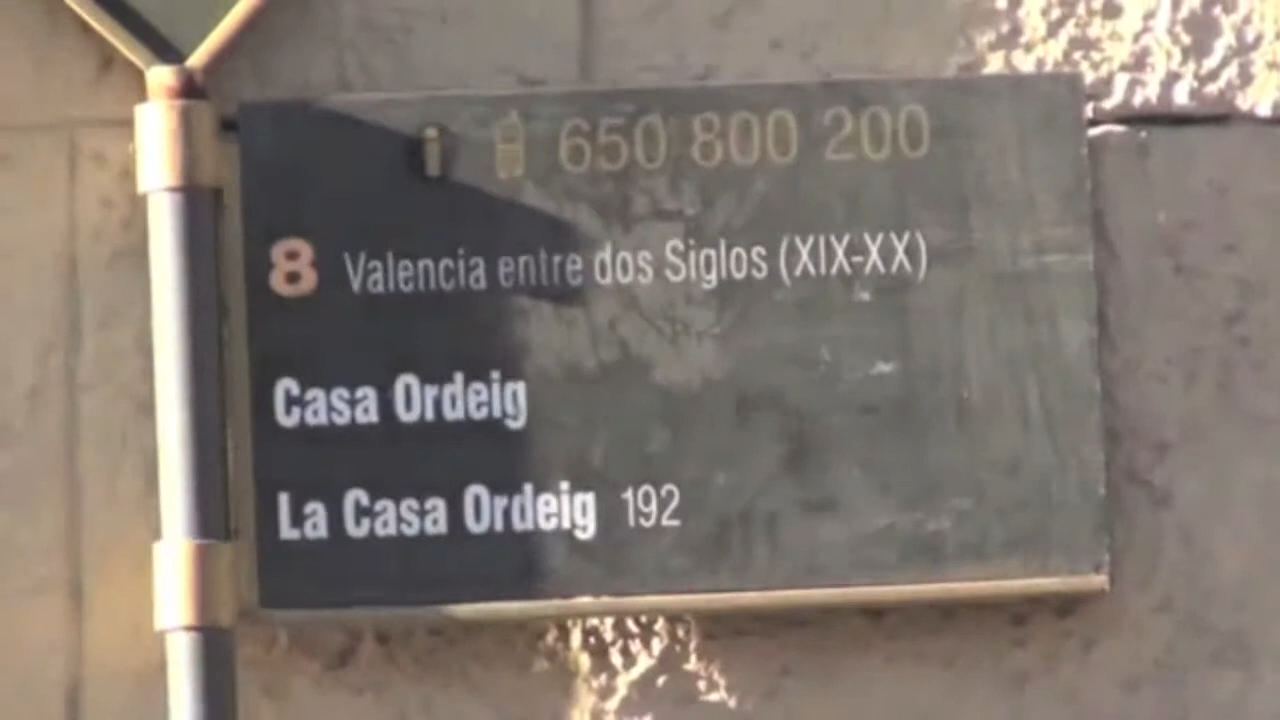 i 650 800 200
8 Valencia entre dos Siglos (XIX-XX)
Casa Ordeig
La Casa Ordeig 192